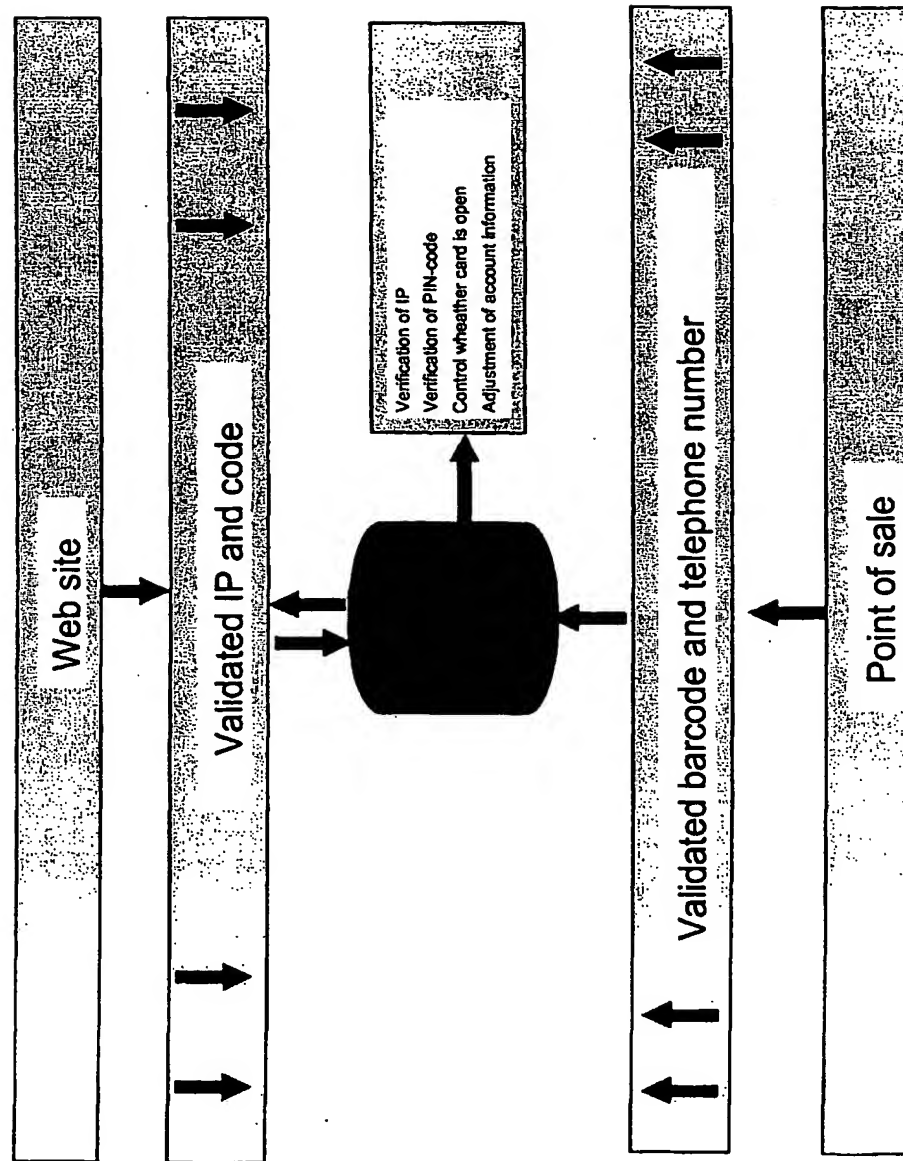 Web site
Validated IP and code
Verification of IP
Verification of PIN-code
Control wheather card is open
Adjustment of account information
Validated barcode and telephone number
Point of sale